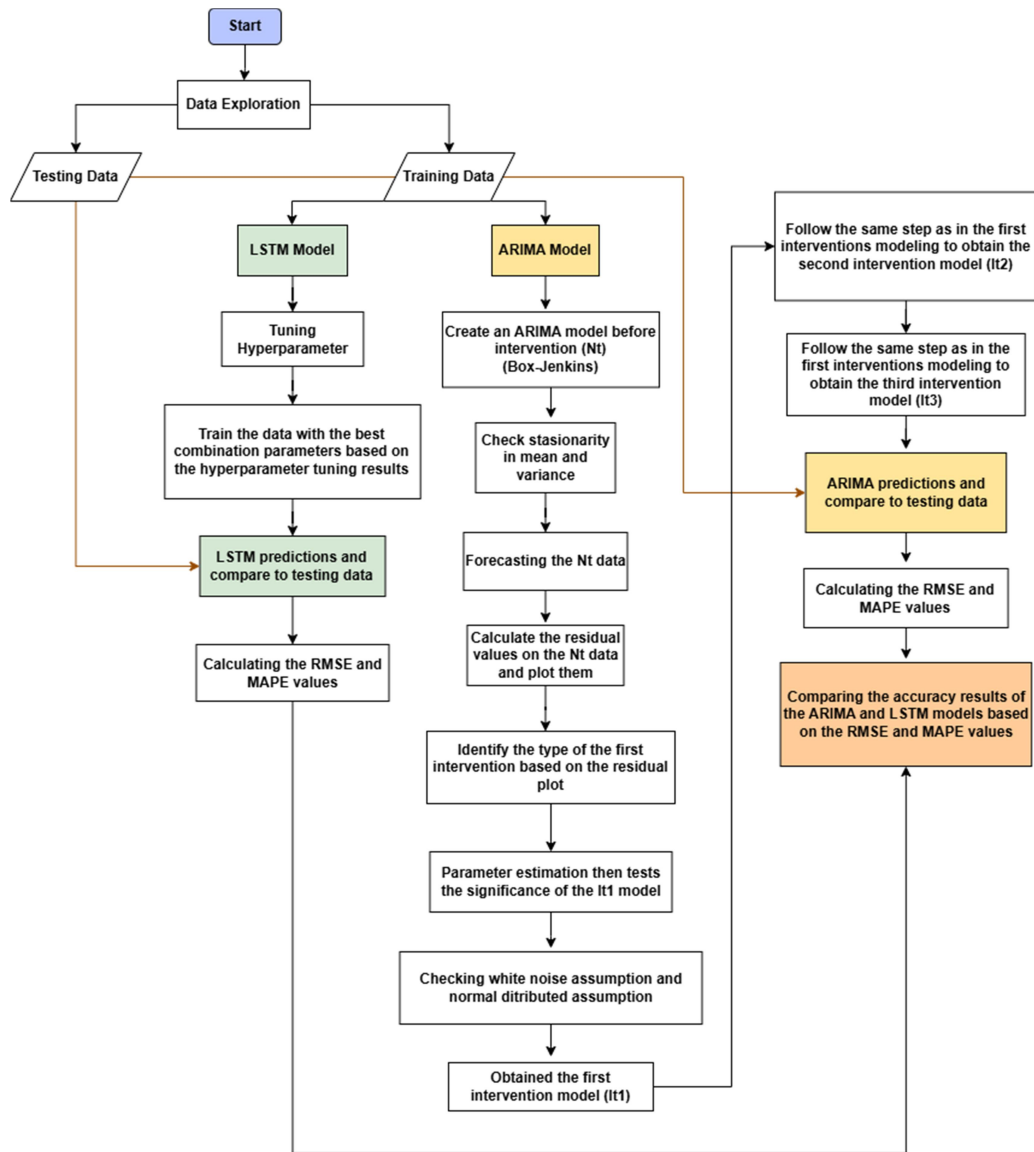 Start
Data Exploration
Testing Data
Training Data
LSTM Model
ARIMA Model
Tuning
Hyperparameter
Train the data with the best
combination parameters based on
the hyperparameter tuning results
LSTM predictions and
compare to testing data
Calculating the RMSE and
MAPE values
Create an ARIMA model before
intervention (Nt)
(Box-Jenkins)
Check stasionarity
in mean and
variance
Forecasting the Nt data
Calculate the residual
values on the Nt data
and plot them
Identify the type of the first
intervention based on the residual
plot
Parameter estimation then tests
the significance of the It1 model
Checking white noise assumption and
normal ditributed assumption
Obtained the first
intervention model (It1)
Follow the same step as in the first
interventions modeling to obtain the
second intervention model (It2)
Follow the same step as in the
first interventions modeling to
obtain the third intervention
model (It3)
ARIMA predictions and
compare to testing data
Calculating the RMSE and
MAPE values
Comparing the accuracy results of
the ARIMA and LSTM models based
on the RMSE and MAPE values